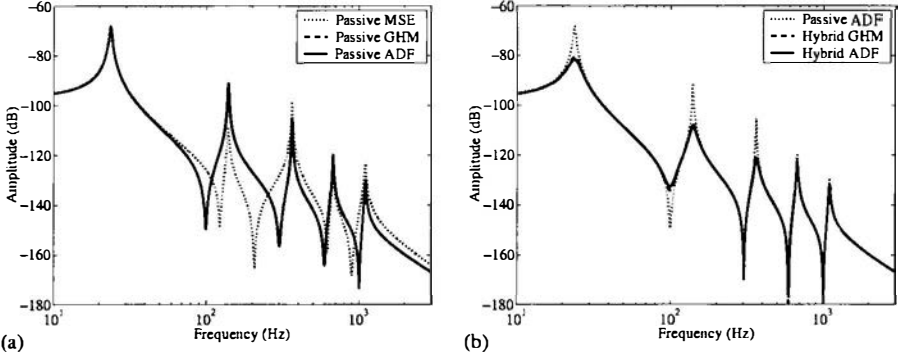 Passive MSE
Passive GHM
Passive ADF
−60
−80
−100
−120
−140
−160
−180
Amplitude (dB)
10¹
10²
10³
Frequency (Hz)
(a)
Passive ADF
Hybrid GHM
Hybrid ADF
−60
−80
−100
−120
−140
−160
−180
Amplitude (dB)
10¹
10²
10³
Frequency (Hz)
(b)